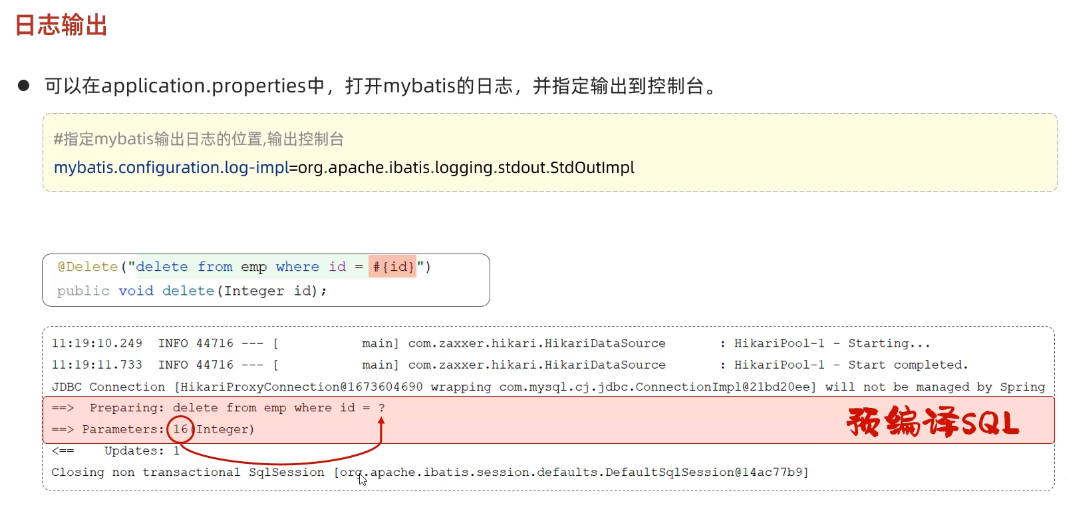 日志输出
● 可以在application.properties中，打开mybatis的日志，并指定输出到控制台。
#指定mybatis输出日志的位置,输出控制台
mybatis.configuration.log-impl=org.apache.ibatis.logging.stdout.StdOutImpl
@Delete("delete from emp where id = #{id}")
public void delete(Integer id);
11:19:10.249  INFO 44716 --- [           main] com.zaxxer.hikari.HikariDataSource       : HikariPool-1 - Starting...
11:19:11.733  INFO 44716 --- [           main] com.zaxxer.hikari.HikariDataSource       : HikariPool-1 - Start completed.
JDBC Connection [HikariProxyConnection@1673604690 wrapping com.mysql.cj.jdbc.ConnectionImpl@21bd20ee] will not be managed by Spring
==>  Preparing: delete from emp where id = ?
==> Parameters: 16(Integer)
预编译SQL
<==    Updates: 1
Closing non transactional SqlSession [org.apache.ibatis.session.defaults.DefaultSqlSession@14ac77b9]